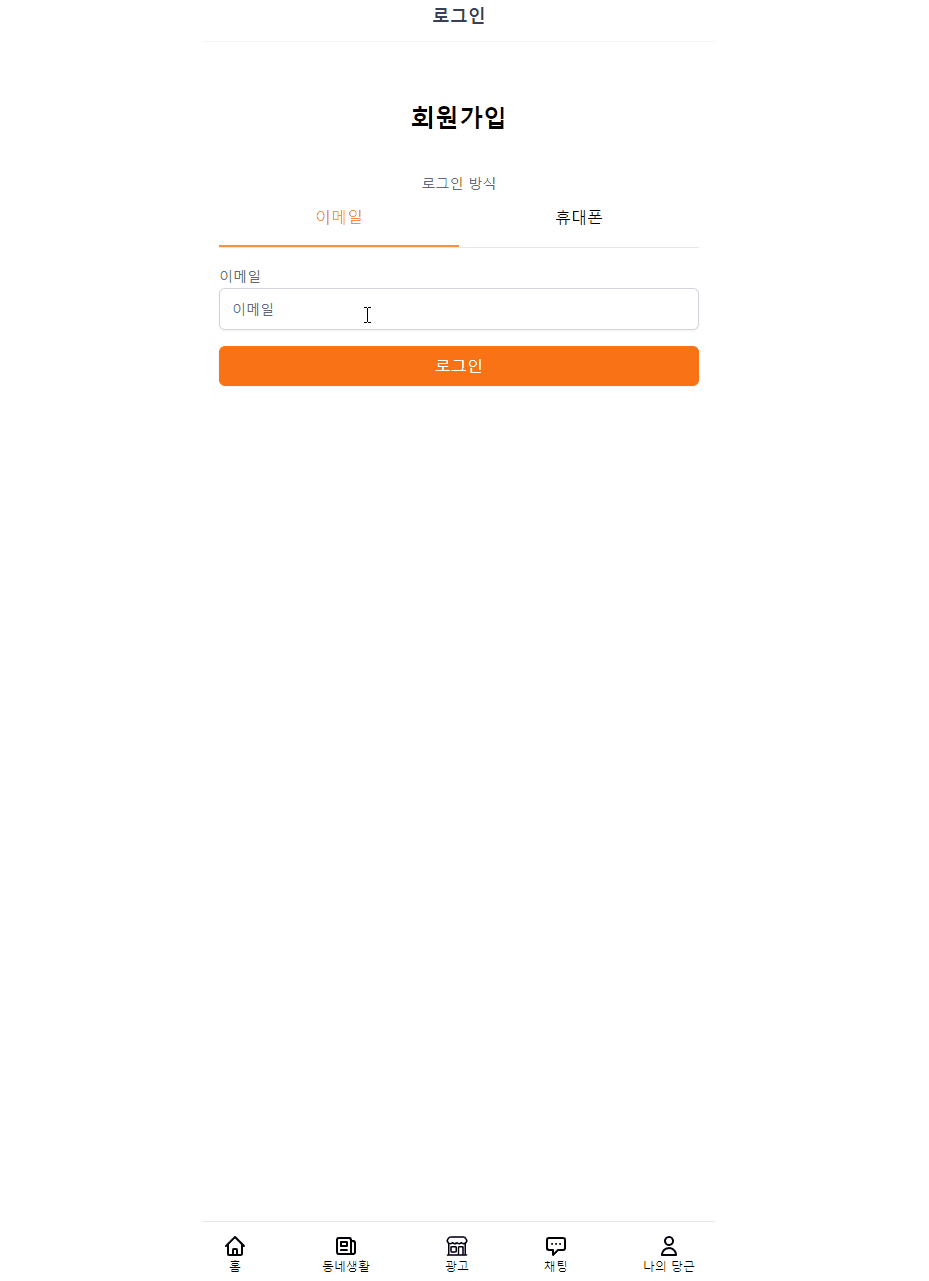 로그인
회원가입
로그인 방식
이메일 휴대폰
이메일
이메일
로그인
홈 동네생활 광고 채팅 나의 당근